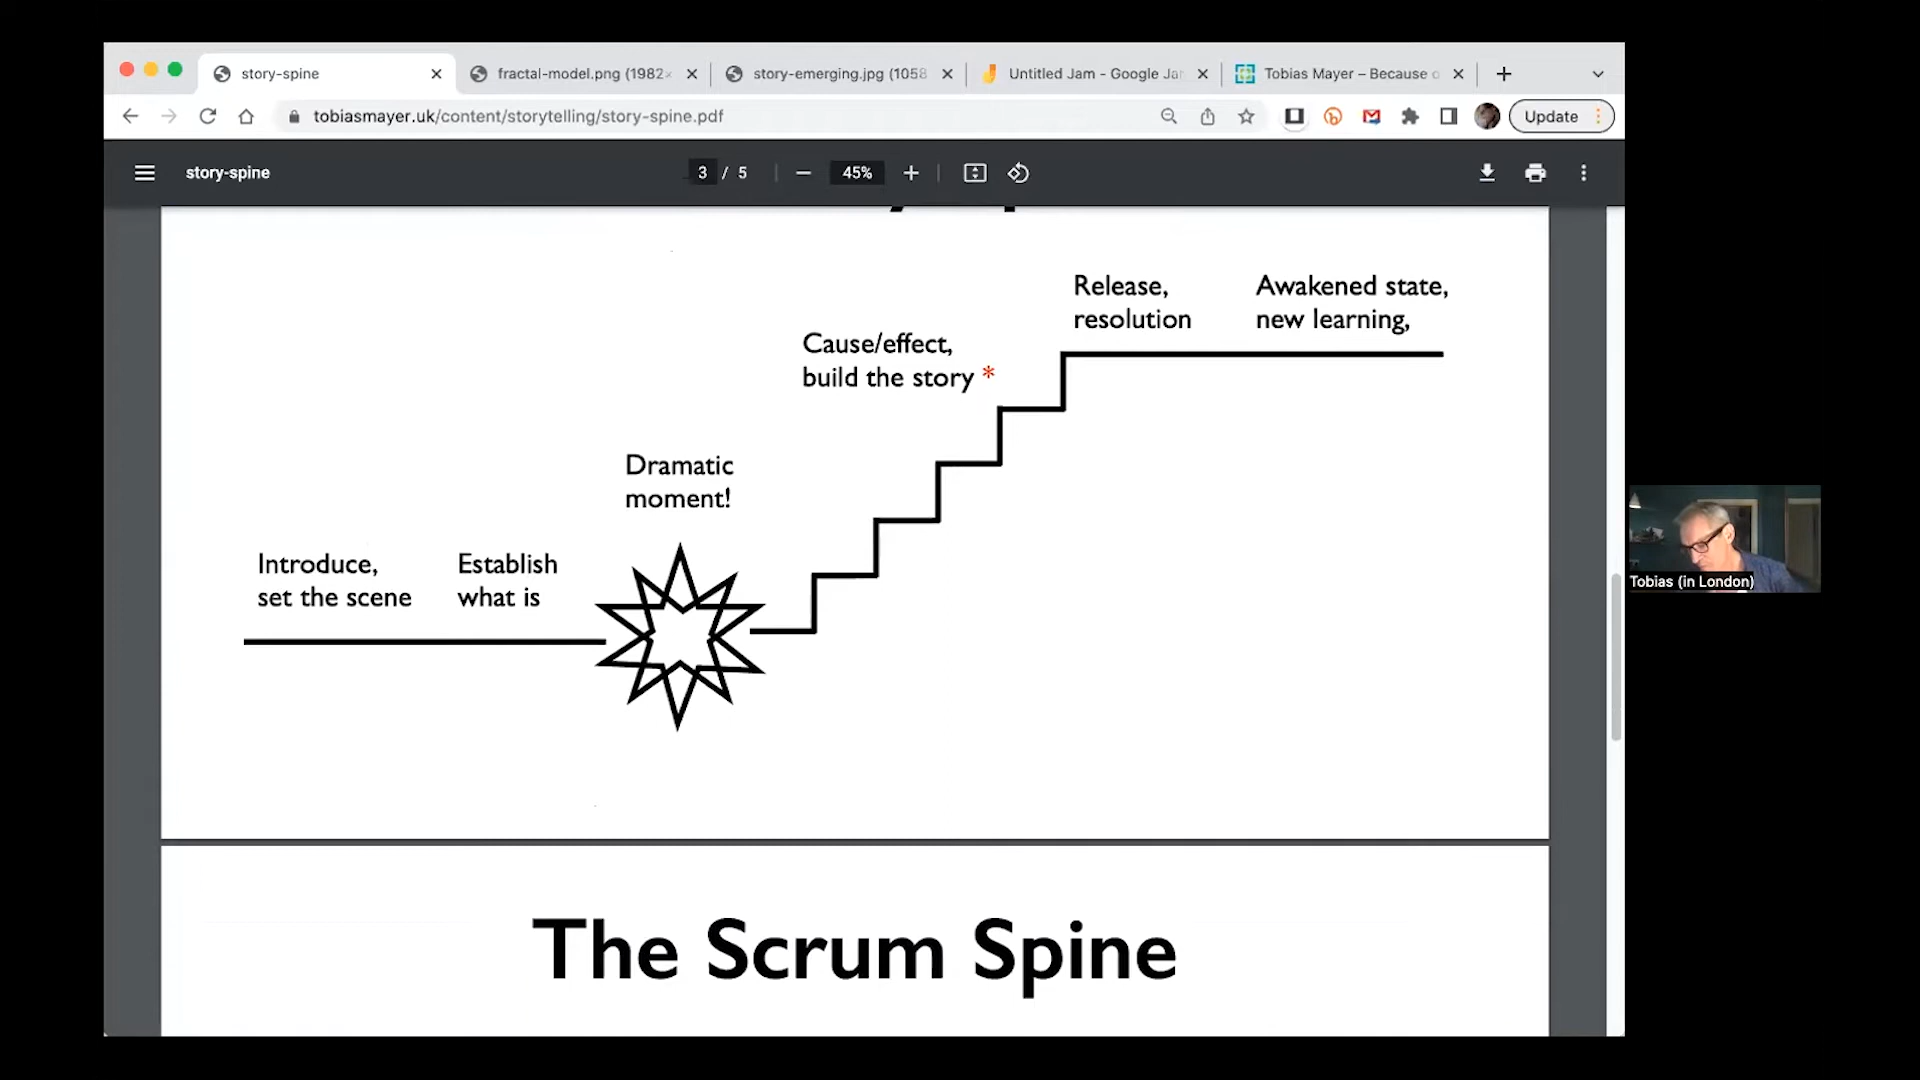 story-spine
fractal-model.png (1982×
story-emerging.jpg (1058
Untitled Jam - Google Ja
Tobias Mayer – Because o
tobiasmayer.uk/content/storytelling/story-spine.pdf
Update
story-spine
3 / 5
45%
Release,
resolution
Awakened state,
new learning,
Cause/effect,
build the story *
Dramatic
moment!
Introduce,
set the scene
Establish
what is
The Scrum Spine
Tobias (in London)